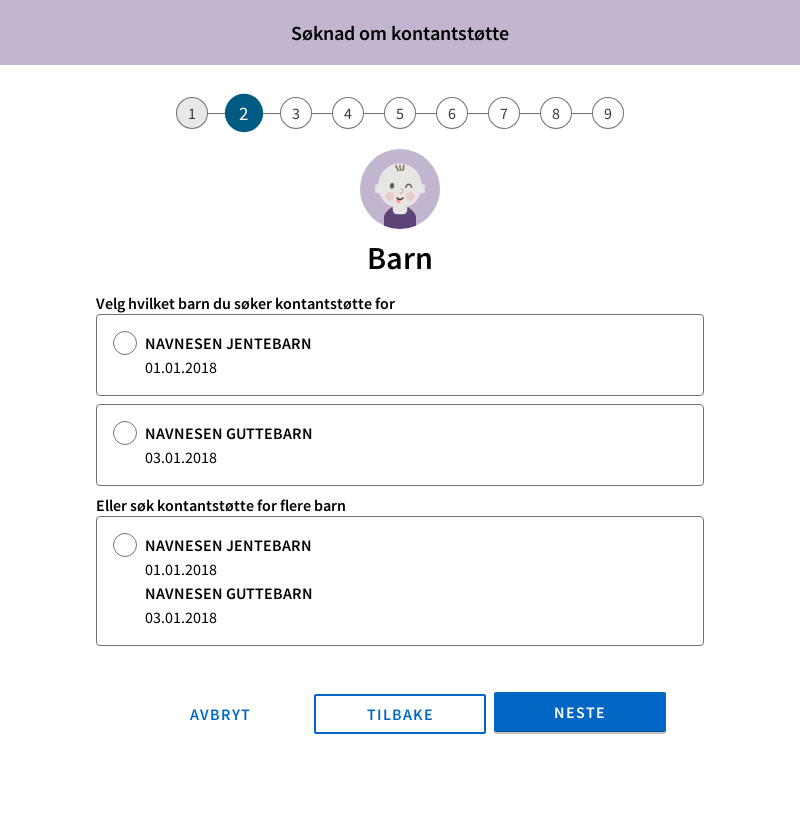 Søknad om kontantstøtte
1 2 3 4 5 6 7 8 9
Barn
Velg hvilket barn du søker kontantstøtte for
NAVNESEN JENTEBARN
01.01.2018
NAVNESEN GUTTEBARN
03.01.2018
Eller søk kontantstøtte for flere barn
NAVNESEN JENTEBARN
01.01.2018
NAVNESEN GUTTEBARN
03.01.2018
AVBRYT TILBAKE NESTE